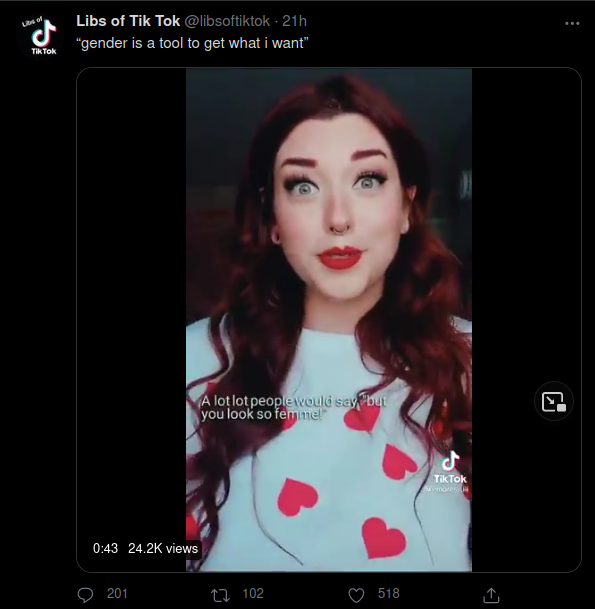 Libs of Tik Tok @libsoftiktok · 21h
Libs of
TikTok
“gender is a tool to get what i want”
A lot lot people would say, "but
you look so femme!"
TikTok
0:43 24.2K views
201 102 518